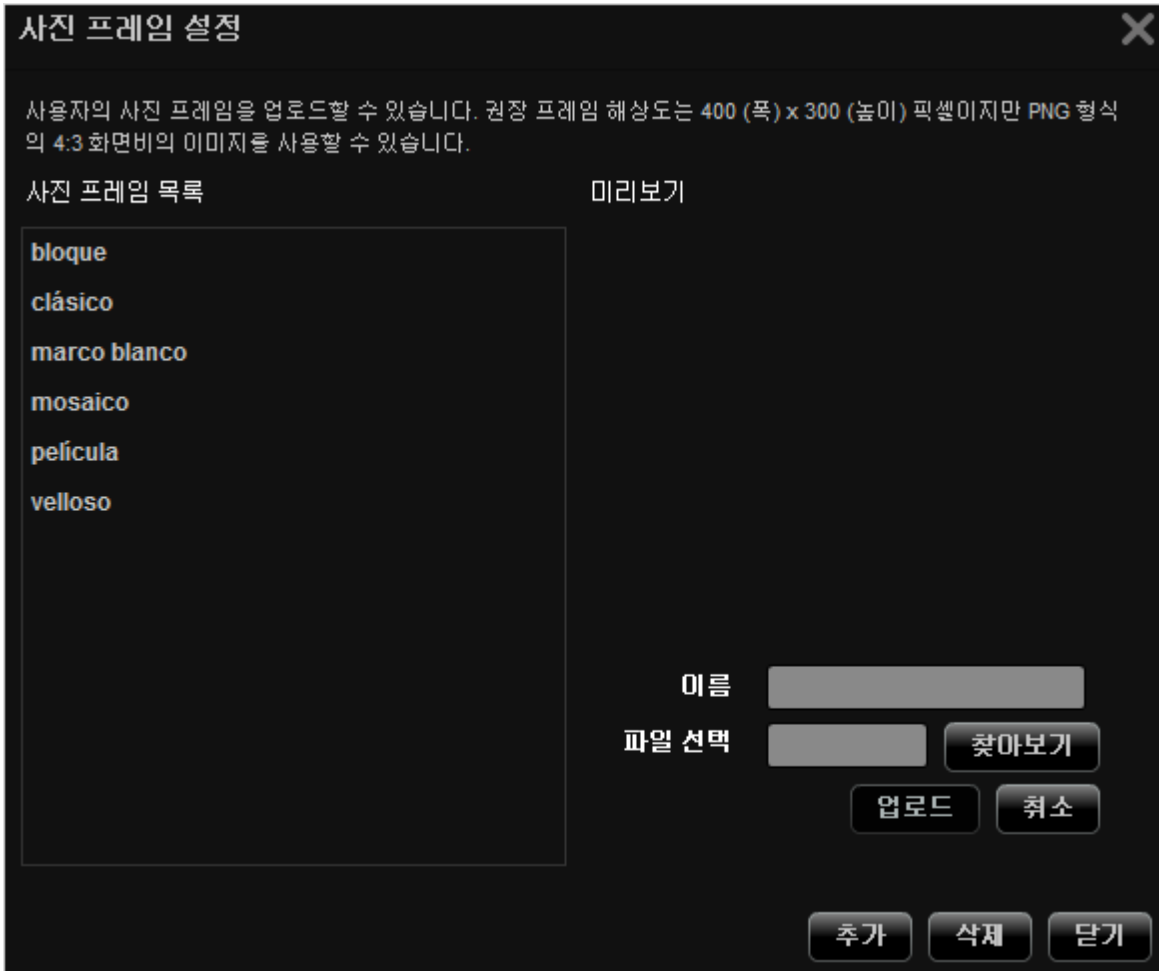 사진 프레임 설정
사용자의 사진 프레임을 업로드할 수 있습니다. 권장 프레임 해상도는 400 (폭) x 300 (높이) 픽셀이지만 PNG 형식
의 4:3 화면비의 이미지를 사용할 수 있습니다.
사진 프레임 목록
미리보기
bloque
clásico
marco blanco
mosaico
película
velloso
이름
파일 선택
찾아보기
업로드
취소
추가
삭제
닫기